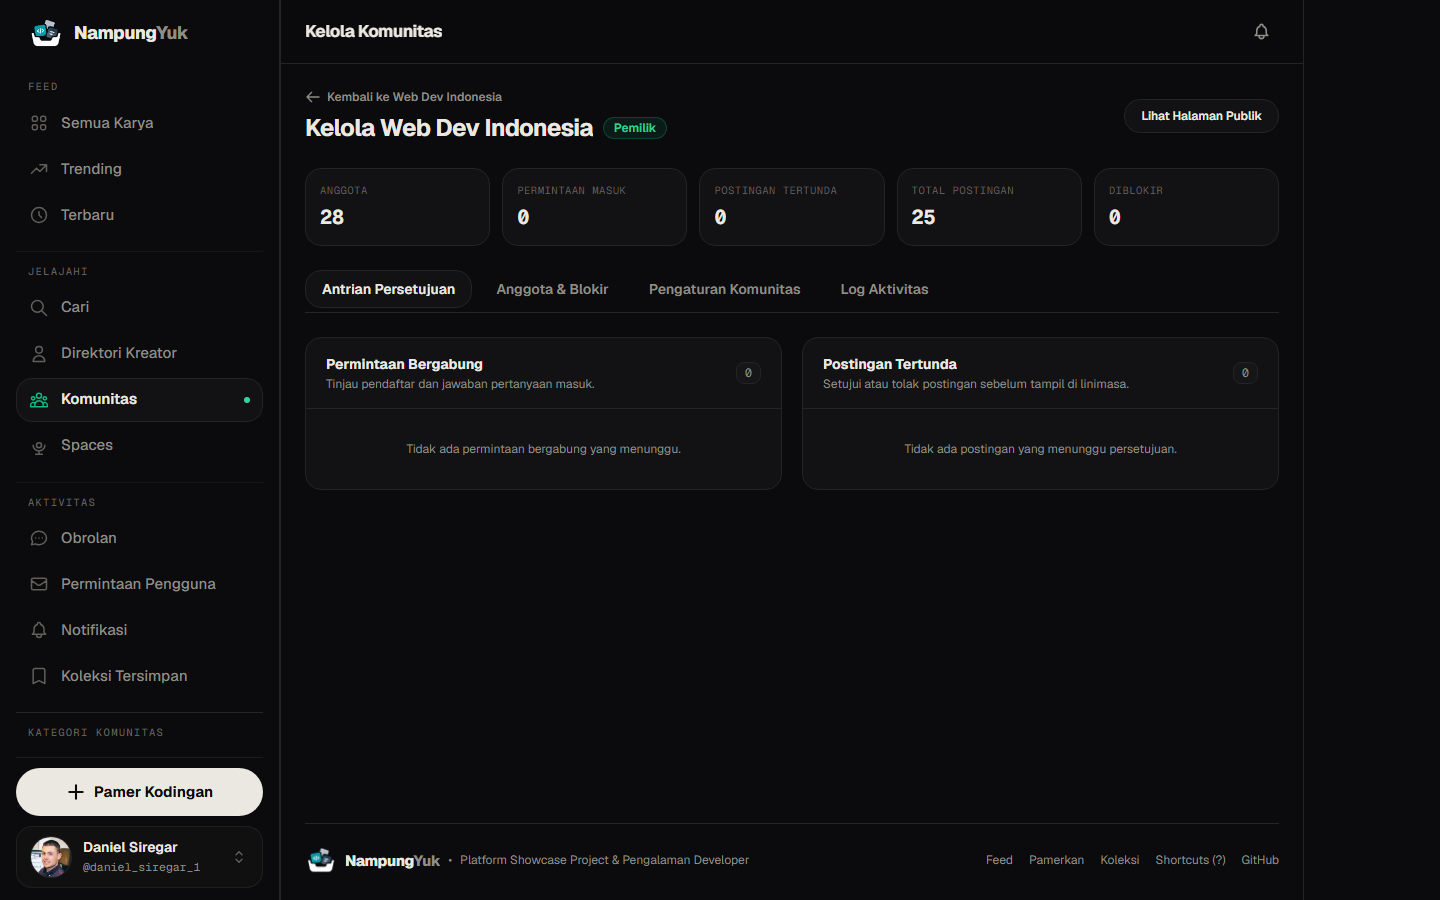 NampungYuk
FEED
Semua Karya
Trending
Terbaru
JELAJAHI
Cari
Direktori Kreator
Komunitas
Spaces
AKTIVITAS
Obrolan
Permintaan Pengguna
Notifikasi
Koleksi Tersimpan
KATEGORI KOMUNITAS
Pamer Kodingan
Daniel Siregar
@daniel_siregar_1
Kelola Komunitas
Kembali ke Web Dev Indonesia
Kelola Web Dev Indonesia
Pemilik
Lihat Halaman Publik
ANGGOTA
28
PERMINTAAN MASUK
0
POSTINGAN TERTUNDA
0
TOTAL POSTINGAN
25
DIBLOKIR
0
Antrian Persetujuan
Anggota & Blokir
Pengaturan Komunitas
Log Aktivitas
Permintaan Bergabung
Tinjau pendaftar dan jawaban pertanyaan masuk.
0
Tidak ada permintaan bergabung yang menunggu.
Postingan Tertunda
Setujui atau tolak postingan sebelum tampil di linimasa.
0
Tidak ada postingan yang menunggu persetujuan.
NampungYuk • Platform Showcase Project & Pengalaman Developer
Feed
Pamerkan
Koleksi
Shortcuts (?)
GitHub